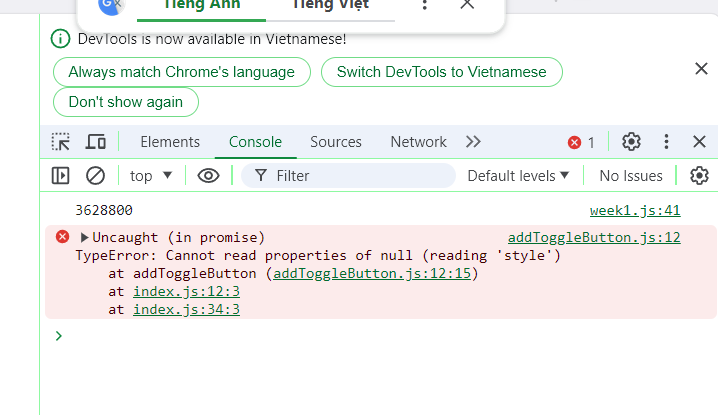 Tiếng Anh Tiếng Việt
DevTools is now available in Vietnamese!
Always match Chrome's language Switch DevTools to Vietnamese
Don't show again
Elements Console Sources Network 1
top Filter Default levels No Issues
3628800 week1.js:41
Uncaught (in promise) addToggleButton.js:12
TypeError: Cannot read properties of null (reading 'style')
at addToggleButton (addToggleButton.js:12:15)
at index.js:12:3
at index.js:34:3